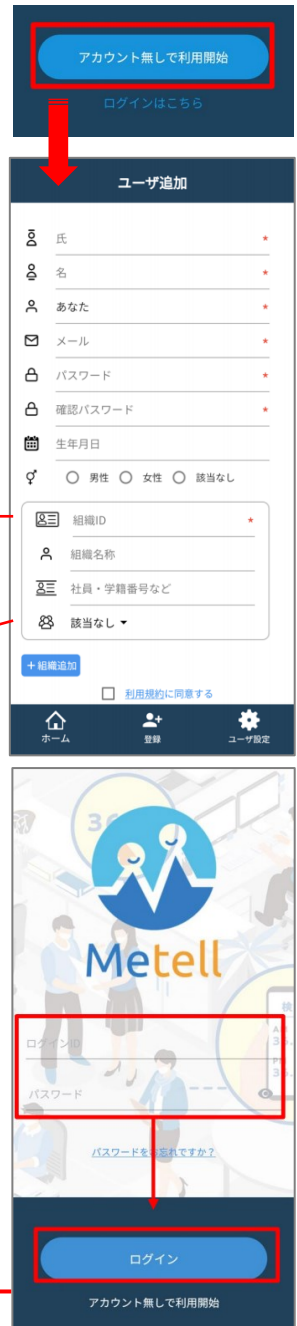 アカウント無しで利用開始
ログインはこちら
ユーザ追加
氏 *
名 *
あなた *
メール *
パスワード *
確認パスワード *
生年月日
男性 女性 該当なし
組織ID *
組織名称
社員・学籍番号など
該当なし
+組織追加
利用規約に同意する
ホーム 登録 ユーザ設定
36
Metell
検
36.
36.
ログインID
パスワード
パスワードをお忘れですか？
ログイン
アカウント無しで利用開始